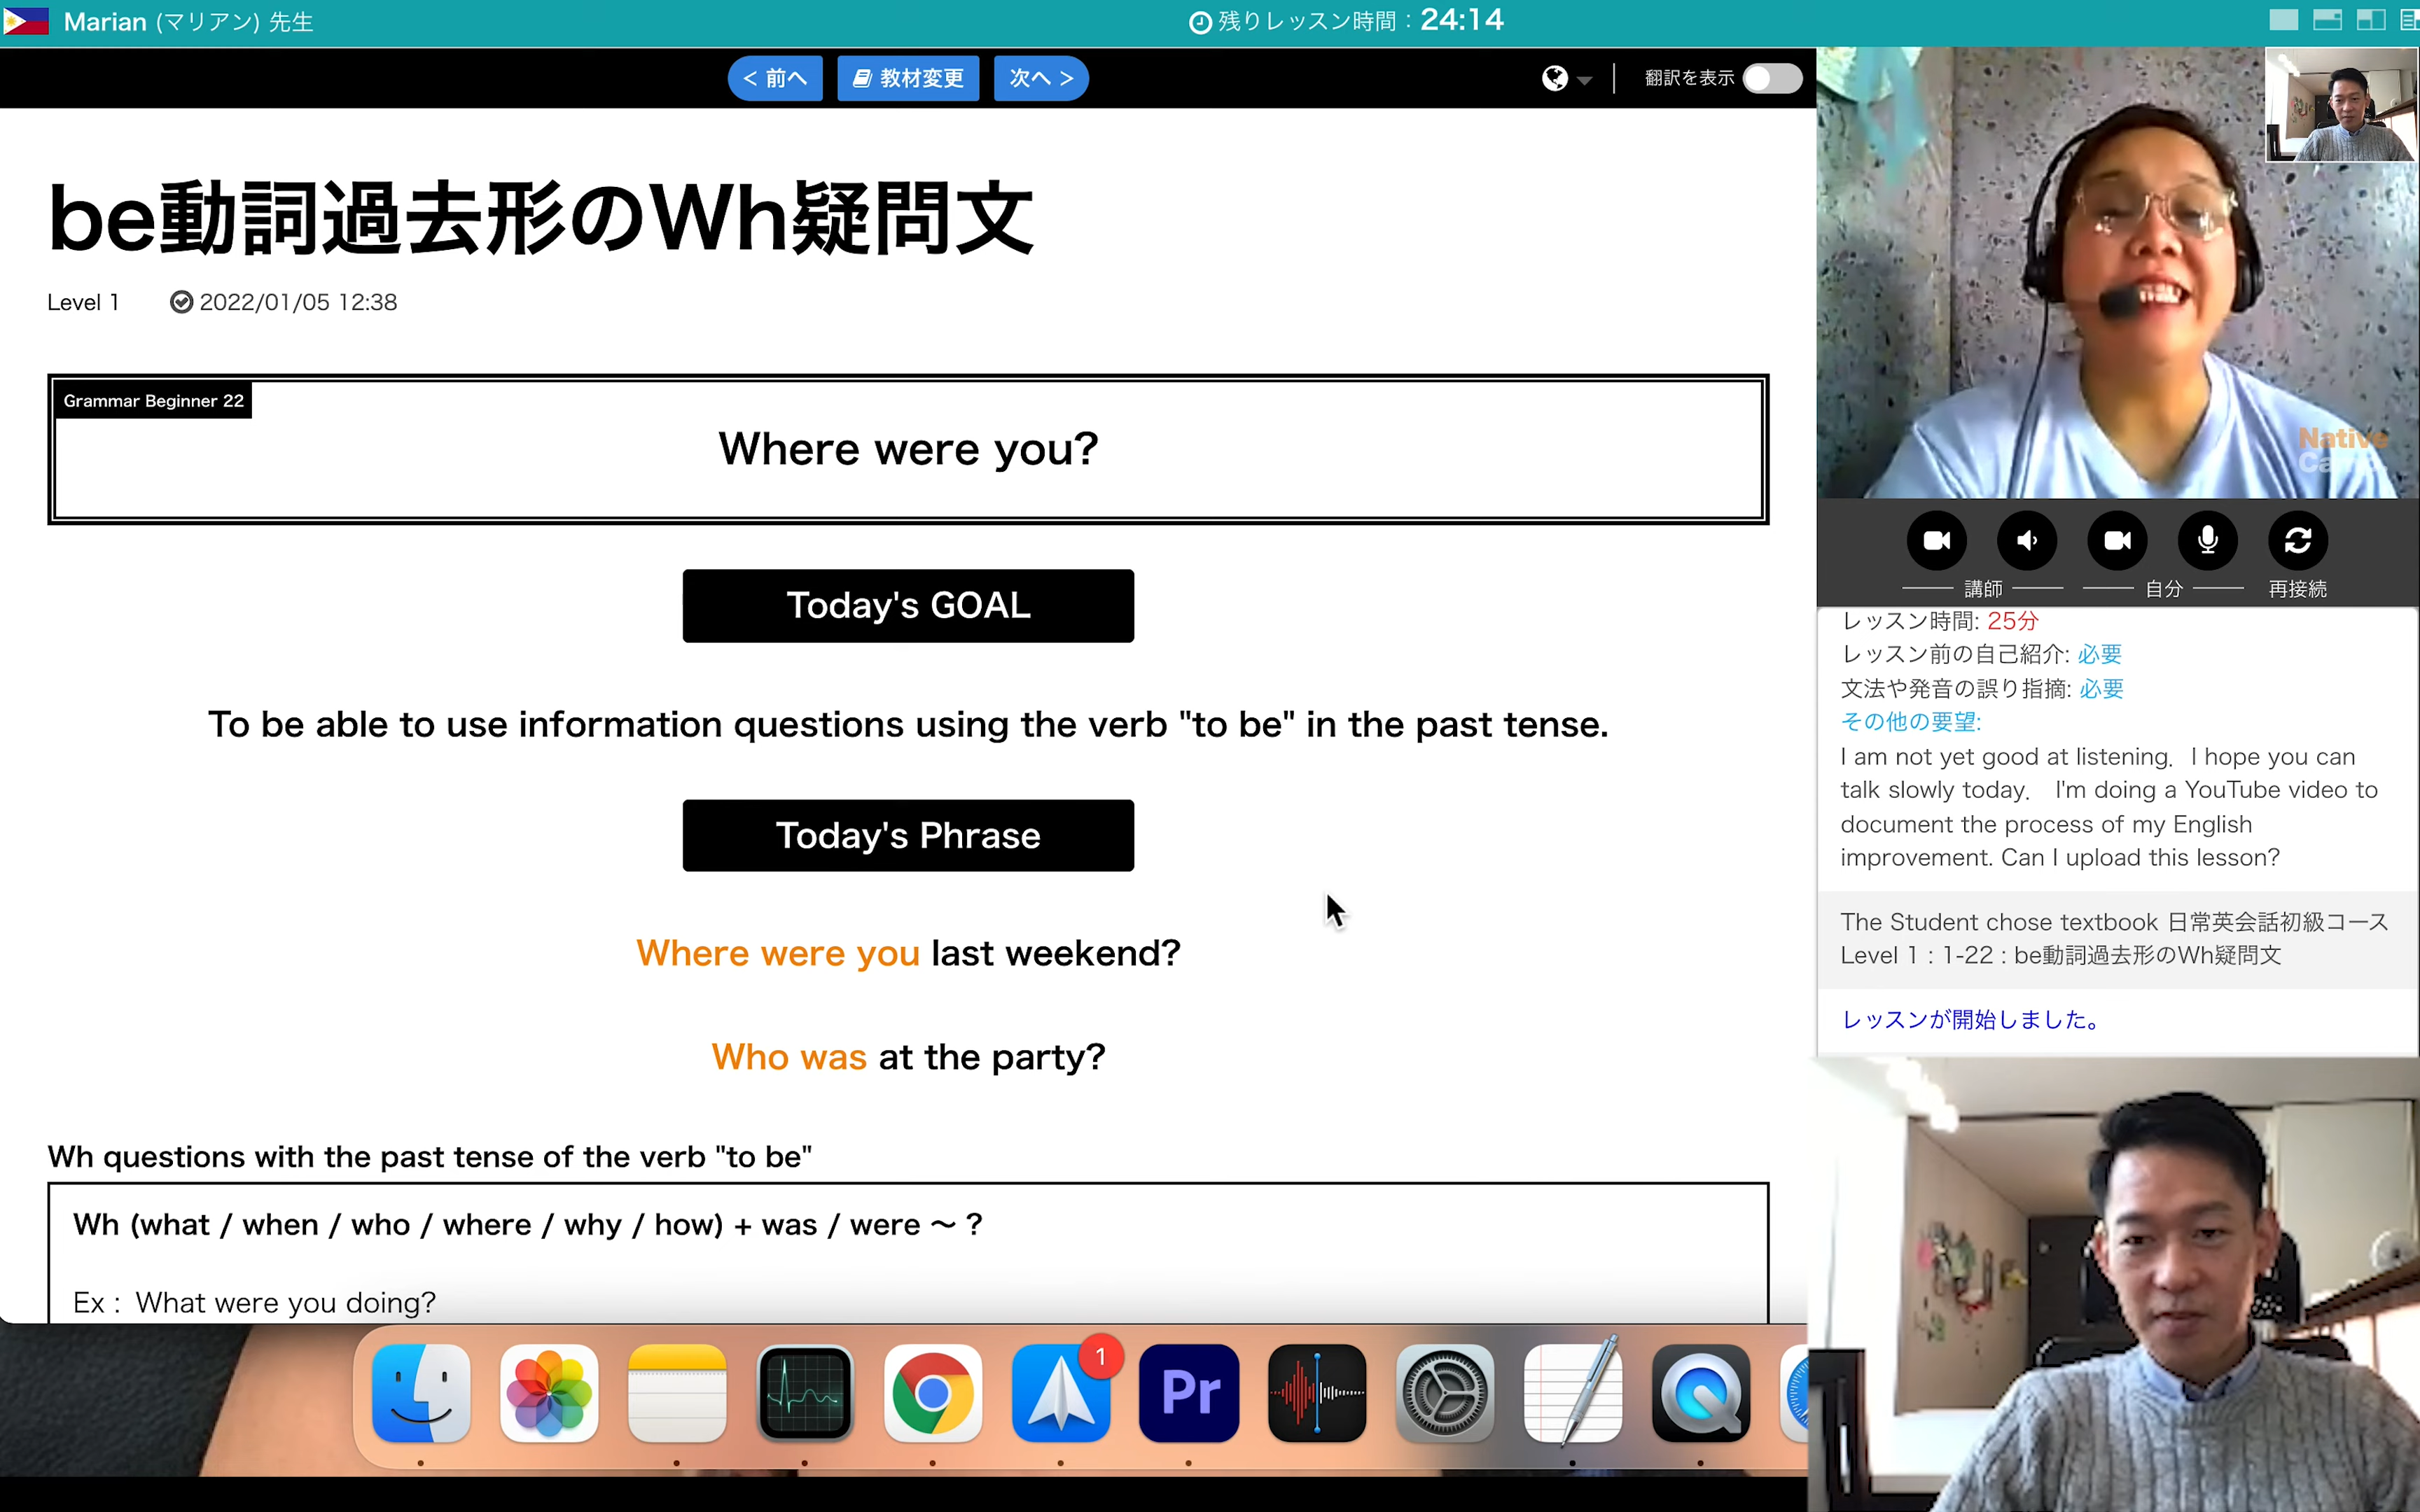 Marian (マリアン) 先生
残りレッスン時間：24:14
< 前へ
教材変更
次へ >
翻訳を表示
be動詞過去形のWh疑問文
Level 1
2022/01/05 12:38
Grammar Beginner 22
Where were you?
Today's GOAL
To be able to use information questions using the verb "to be" in the past tense.
Today's Phrase
Where were you last weekend?
Who was at the party?
Wh questions with the past tense of the verb "to be"
Wh (what / when / who / where / why / how) + was / were ～ ?
Ex : What were you doing?
Native
講師
自分
再接続
レッスン時間: 25分
レッスン前の自己紹介: 必要
文法や発音の誤り指摘: 必要
その他の要望:
I am not yet good at listening. I hope you can
talk slowly today. I'm doing a YouTube video to
document the process of my English
improvement. Can I upload this lesson?
The Student chose textbook 日常英会話初級コース
Level 1 : 1-22 : be動詞過去形のWh疑問文
レッスンが開始しました。
1
Pr